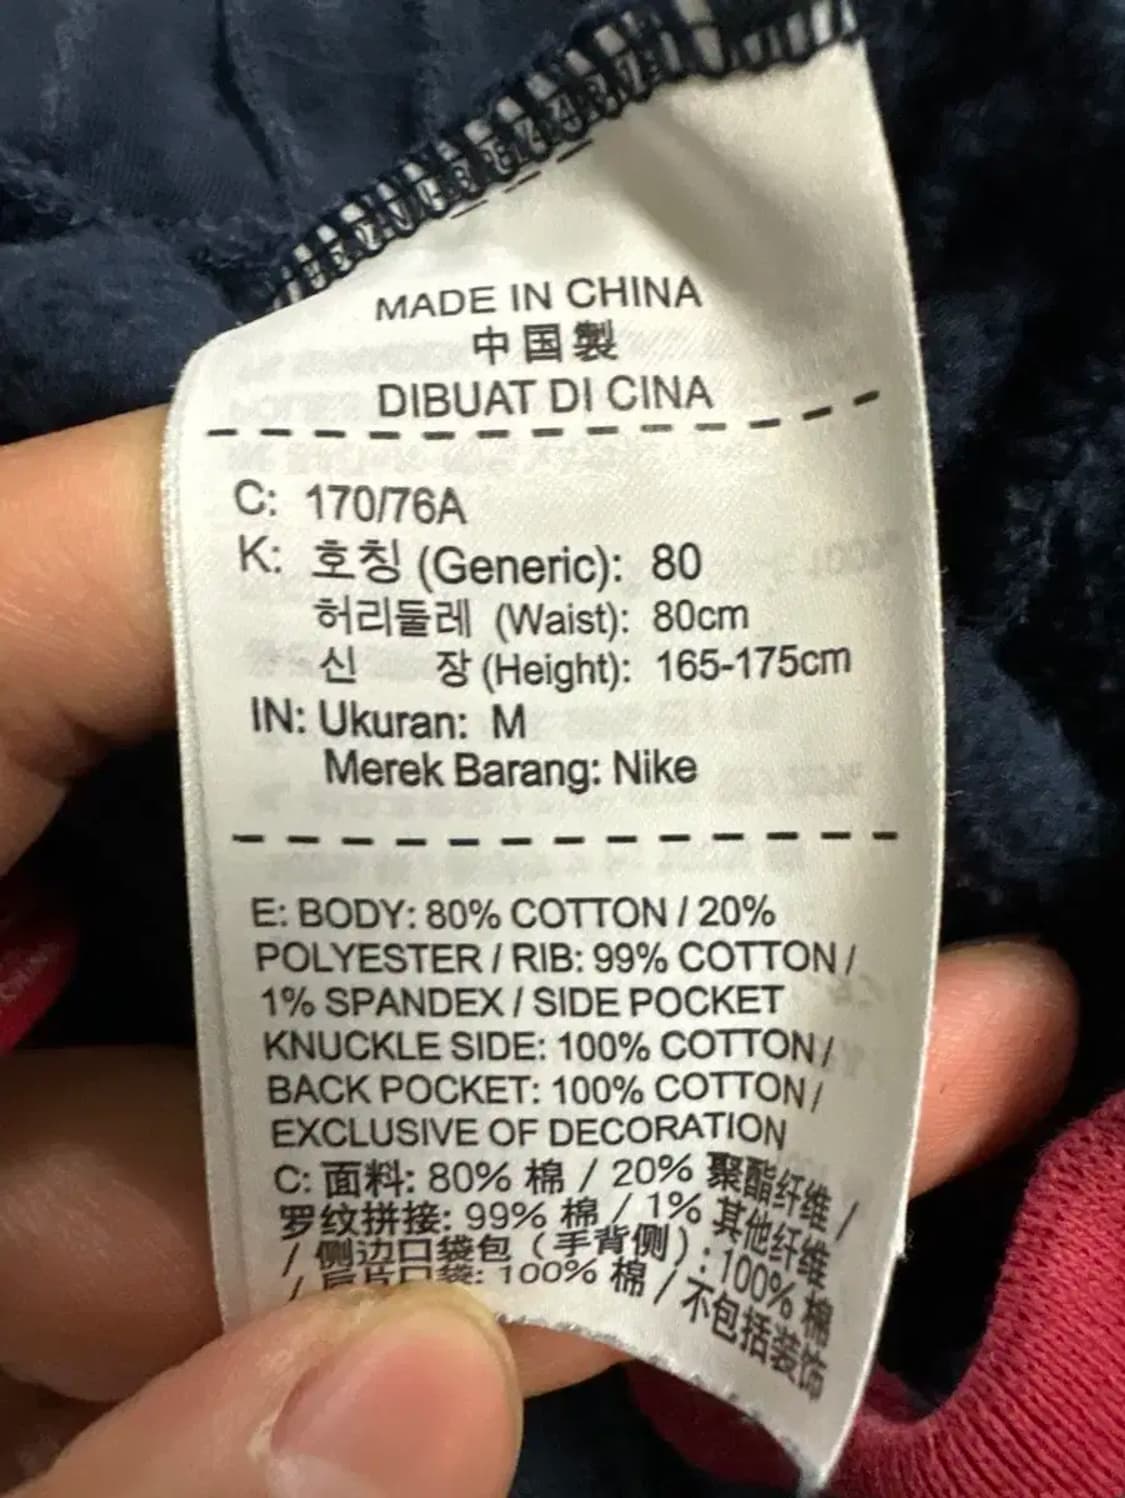 MADE IN CHINA
中国製
DIBUAT DI CINA
C: 170/76A
K: 호칭 (Generic): 80
허리둘레 (Waist): 80cm
신 장 (Height): 165-175cm
IN: Ukuran: M
Merek Barang: Nike
E: BODY: 80% COTTON / 20%
POLYESTER / RIB: 99% COTTON /
1% SPANDEX / SIDE POCKET
KNUCKLE SIDE: 100% COTTON /
BACK POCKET: 100% COTTON /
EXCLUSIVE OF DECORATION
C: 面料: 80% 棉 / 20% 聚酯纤维 /
罗纹拼接: 99% 棉 / 1% 其他纤维
/ 侧边口袋包 (手背侧) : 100% 棉
/ 后片口袋: 100% 棉 / 不包括装饰